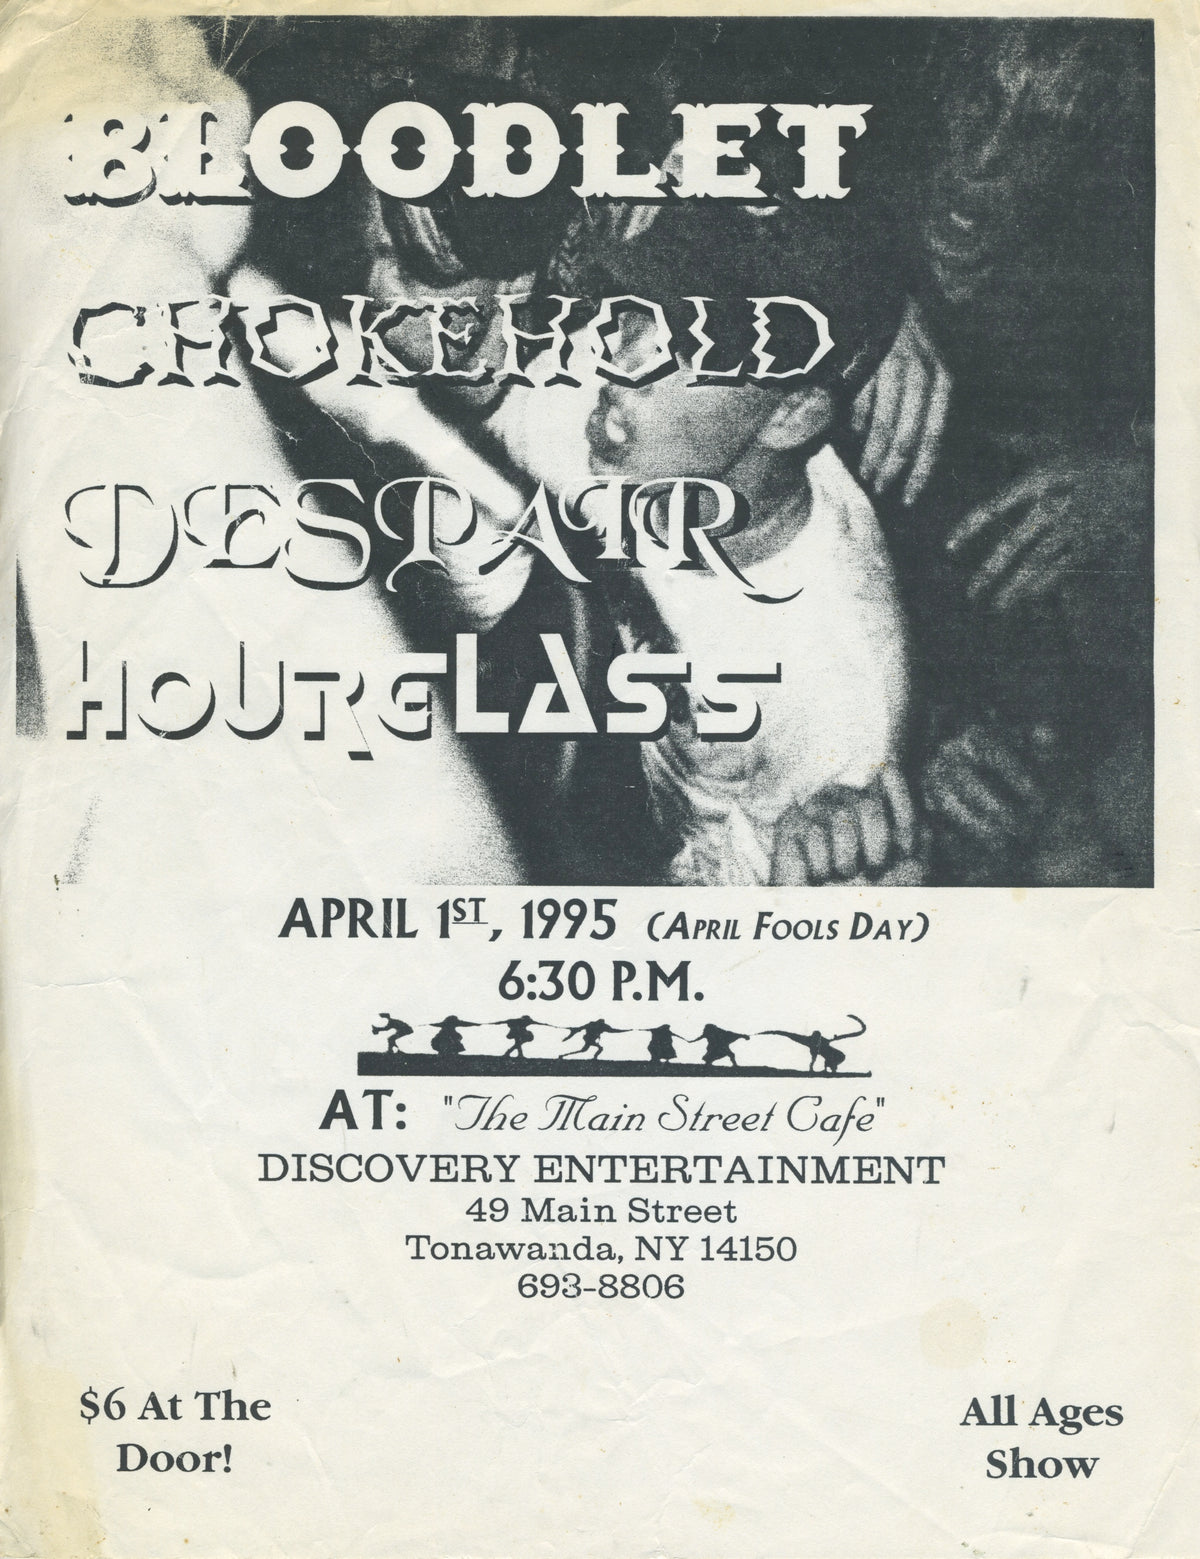 BLOODLET
CHOKEHOLD
DESPAIR
HOURGLASS
APRIL 1ST, 1995 (APRIL FOOLS DAY)
6:30 P.M.
AT: "The Main Street Cafe"
DISCOVERY ENTERTAINMENT
49 Main Street
Tonawanda, NY 14150
693-8806
$6 At The
Door!
All Ages
Show